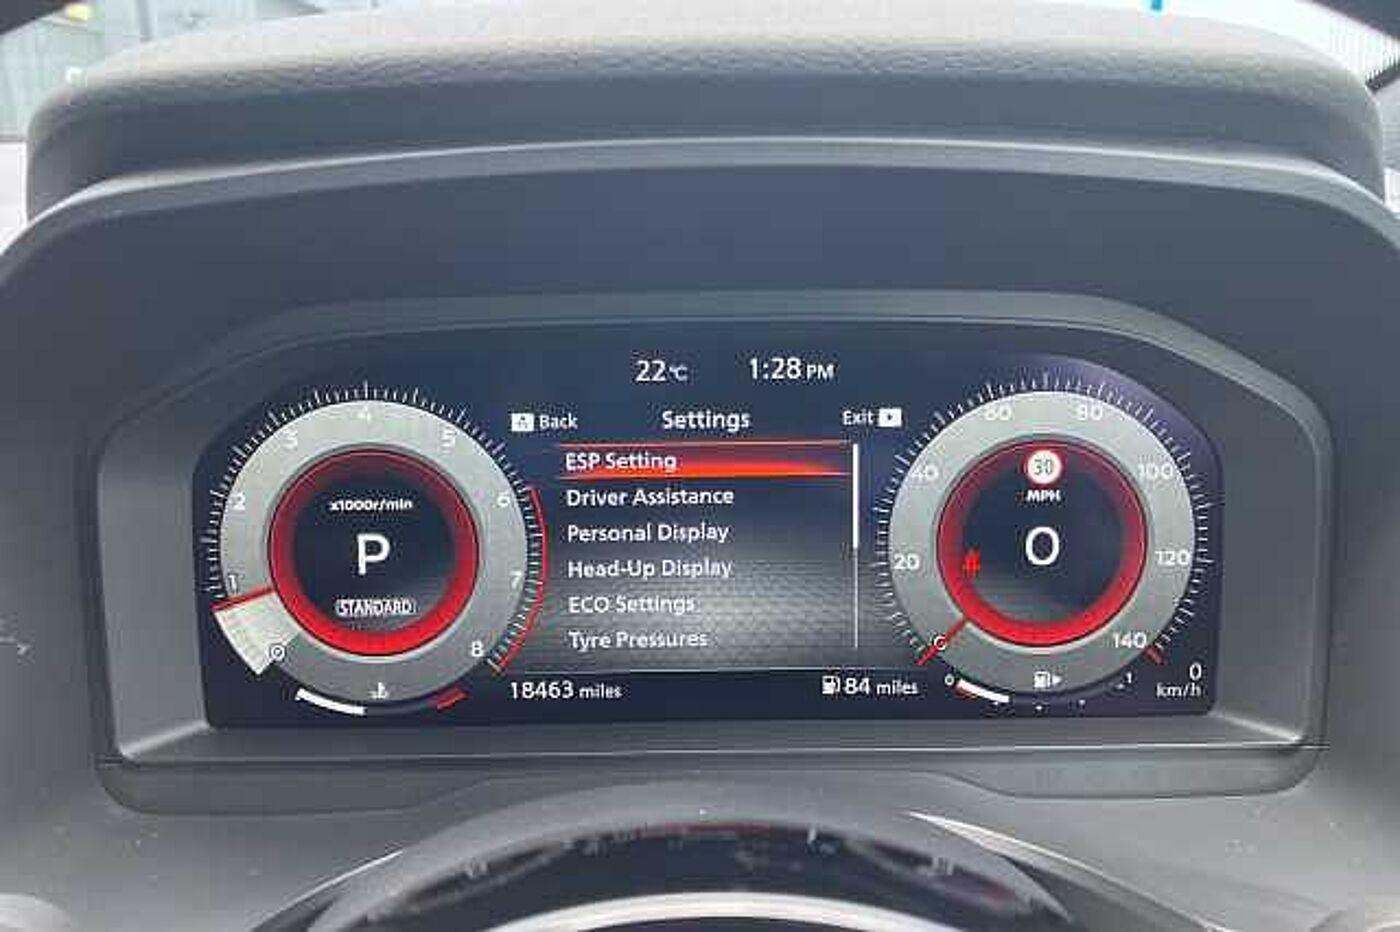 22°C 1:28 PM
Back Settings Exit
ESP Setting
Driver Assistance
Personal Display
Head-Up Display
ECO Settings
Tyre Pressures
18463 miles
84 miles
x1000r/min
P
STANDARD
1
2
3
4
5
6
7
8
30
MPH
0
20
40
60
80
100
120
140
0
1
0
km/h